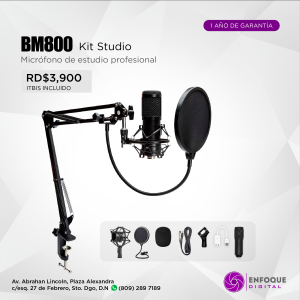 1 AÑO DE GARANTÍA
BM800 Kit Studio
Micrófono de estudio profesional
RD$3,900
ITBIS INCLUIDO
Av. Abrahan Lincoln, Plaza Alexandra
c/esq. 27 de Febrero, Sto. Dgo, D.N (809) 289 7189
ENFOQUE
DIGITAL